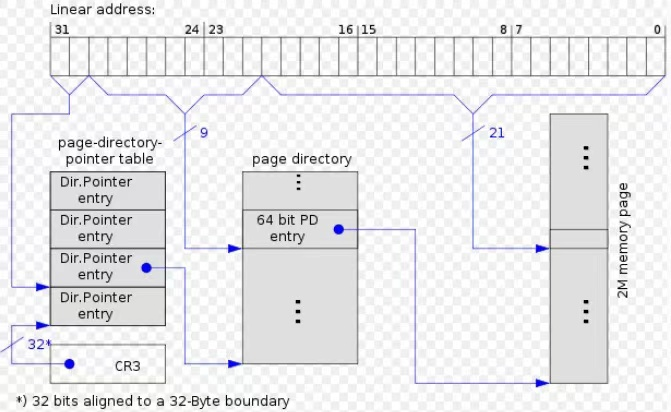 Linear address:
31 24 23 16 15 8 7 0
9
21
page-directory-
pointer table
page directory
Dir.Pointer
entry
Dir.Pointer
entry
Dir.Pointer
entry
Dir.Pointer
entry
64 bit PD
entry
2M memory page
32*
CR3
*) 32 bits aligned to a 32-Byte boundary